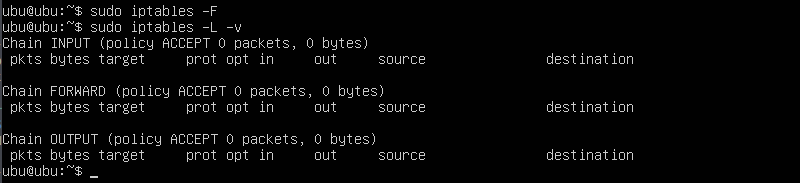 ubu@ubu:~$ sudo iptables -F
ubu@ubu:~$ sudo iptables -L -v
Chain INPUT (policy ACCEPT 0 packets, 0 bytes)
 pkts bytes target     prot opt in     out     source               destination

Chain FORWARD (policy ACCEPT 0 packets, 0 bytes)
 pkts bytes target     prot opt in     out     source               destination

Chain OUTPUT (policy ACCEPT 0 packets, 0 bytes)
 pkts bytes target     prot opt in     out     source               destination
ubu@ubu:~$ _